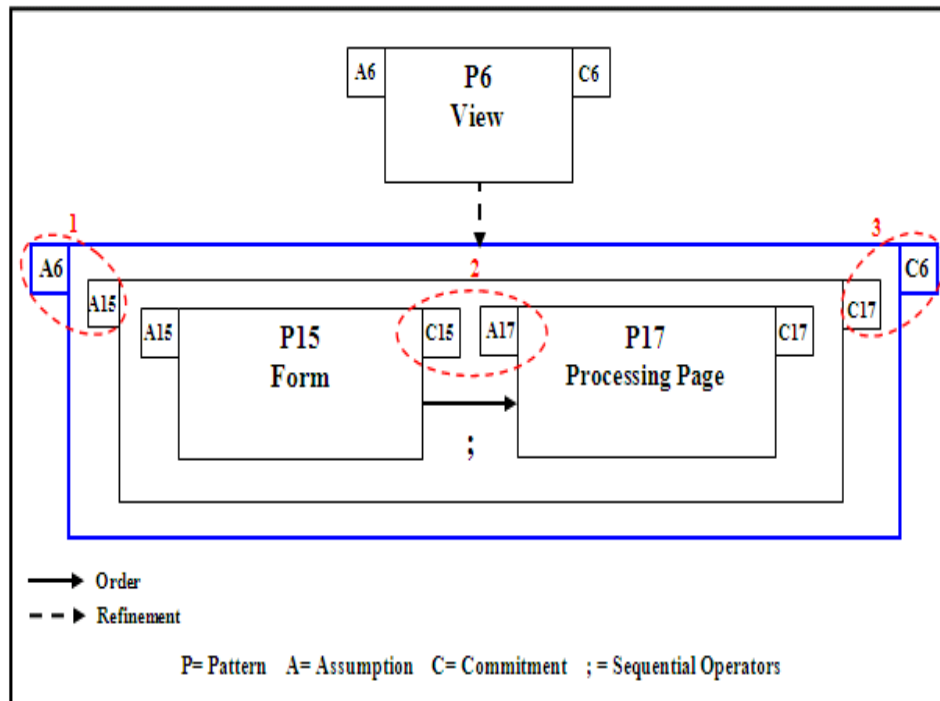 A6
P6
C6
View
1
3
A6
2
C6
A15
C17
A15
P15
C15
A17
P17
C17
Form
Processing Page
;
Order
Refinement
P= Pattern A= Assumption C= Commitment ; = Sequential Operators